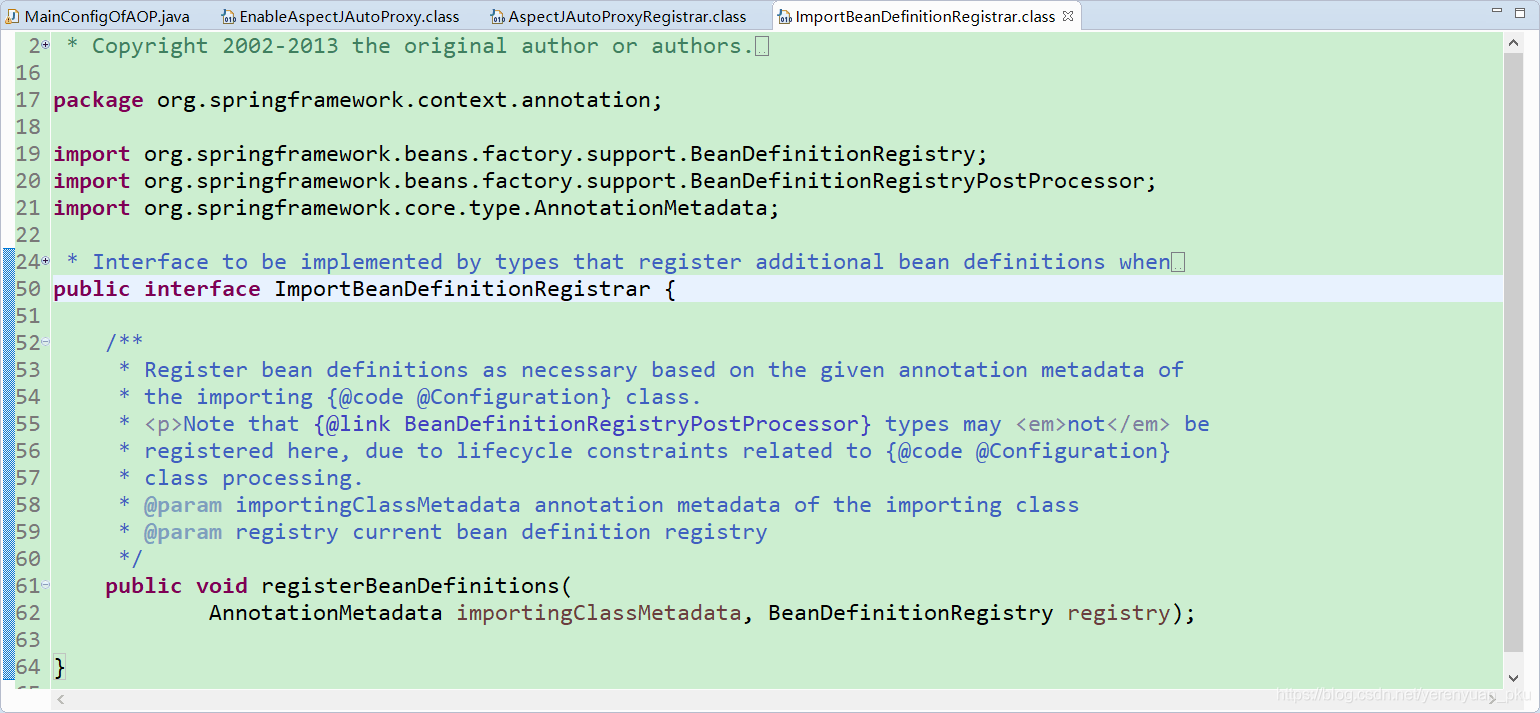 MainConfigOfAOP.java EnableAspectJAutoProxy.class AspectJAutoProxyRegistrar.class ImportBeanDefinitionRegistrar.class
2 * Copyright 2002-2013 the original author or authors.
16
17 package org.springframework.context.annotation;
18
19 import org.springframework.beans.factory.support.BeanDefinitionRegistry;
20 import org.springframework.beans.factory.support.BeanDefinitionRegistryPostProcessor;
21 import org.springframework.core.type.AnnotationMetadata;
22
24 * Interface to be implemented by types that register additional bean definitions when
50 public interface ImportBeanDefinitionRegistrar {
51
52 /**
53 * Register bean definitions as necessary based on the given annotation metadata of
54 * the importing {@code @Configuration} class.
55 * <p>Note that {@link BeanDefinitionRegistryPostProcessor} types may <em>not</em> be
56 * registered here, due to lifecycle constraints related to {@code @Configuration}
57 * class processing.
58 * @param importingClassMetadata annotation metadata of the importing class
59 * @param registry current bean definition registry
60 */
61 public void registerBeanDefinitions(
62 AnnotationMetadata importingClassMetadata, BeanDefinitionRegistry registry);
63
64 }
https://blog.csdn.net/yerenyuan_pku